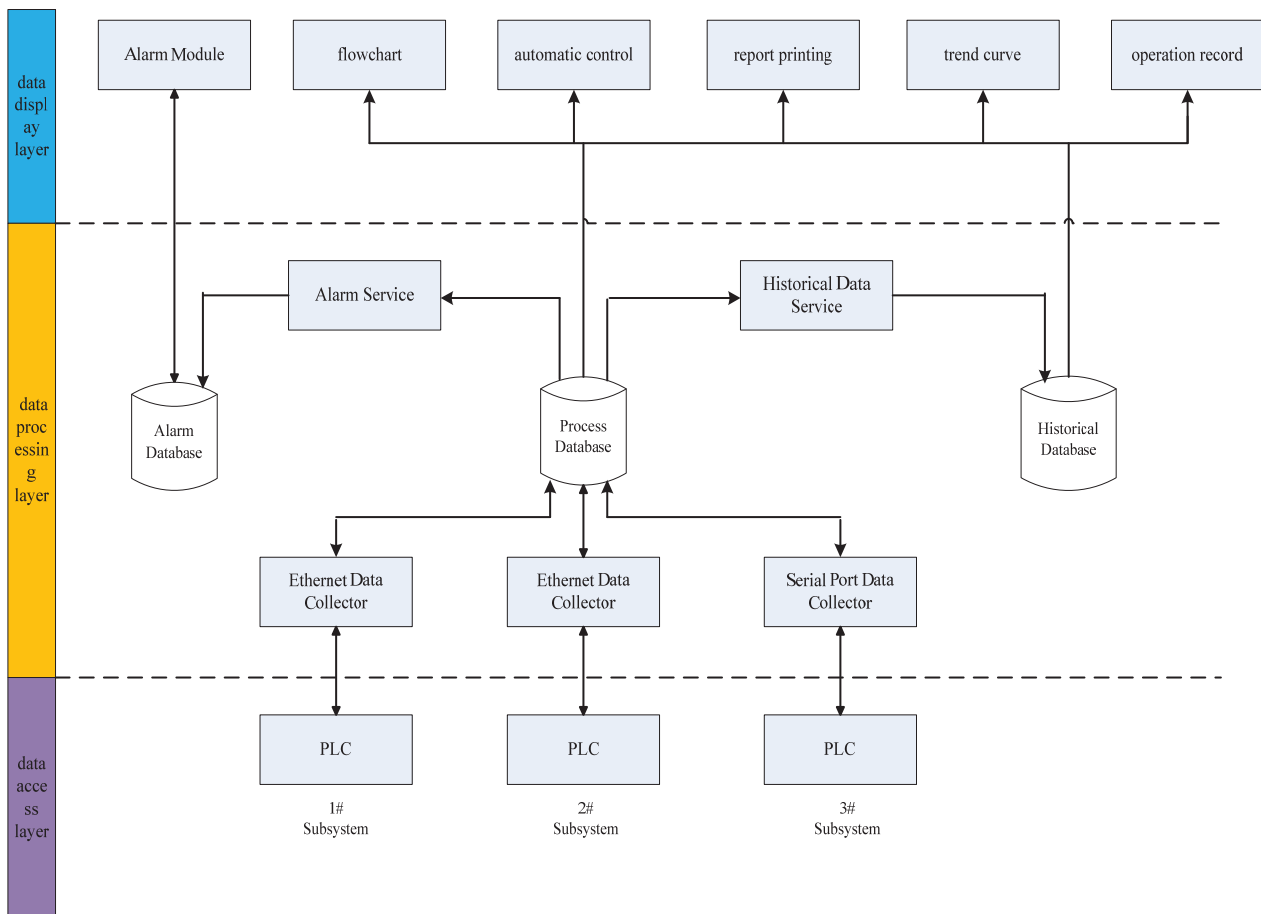 data
displ
ay
layer
Alarm Module
flowchart
automatic control
report printing
trend curve
operation record
data
proc
essin
g
layer
Alarm Service
Historical Data
Service
Alarm
Database
Process
Database
Historical
Database
Ethernet Data
Collector
Ethernet Data
Collector
Serial Port Data
Collector
data
acce
ss
layer
PLC
PLC
PLC
1#
Subsystem
2#
Subsystem
3#
Subsystem